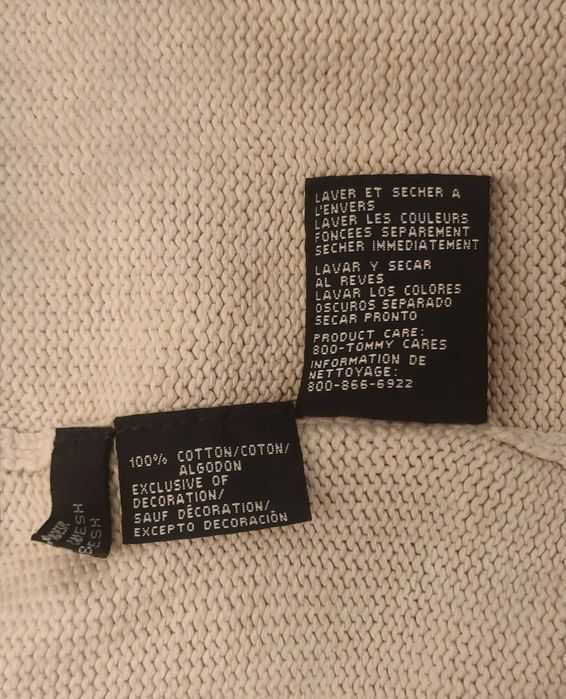 LAVER ET SECHER A
L'ENVERS
LAVER LES COULEURS
FONCEES SEPAREMENT
SECHER IMMEDIATEMENT
LAVAR Y SECAR
AL REVES
LAVAR LOS COLORES
OSCUROS SEPARADO
SECAR PRONTO
PRODUCT CARE:
800-TOMMY CARES
INFORMATION DE
NETTOYAGE:
800-866-6922
100% COTTON/COTON/
ALGODON
EXCLUSIVE OF
DECORATION/
SAUF DÉCORATION/
EXCEPTO DECORACIÓN